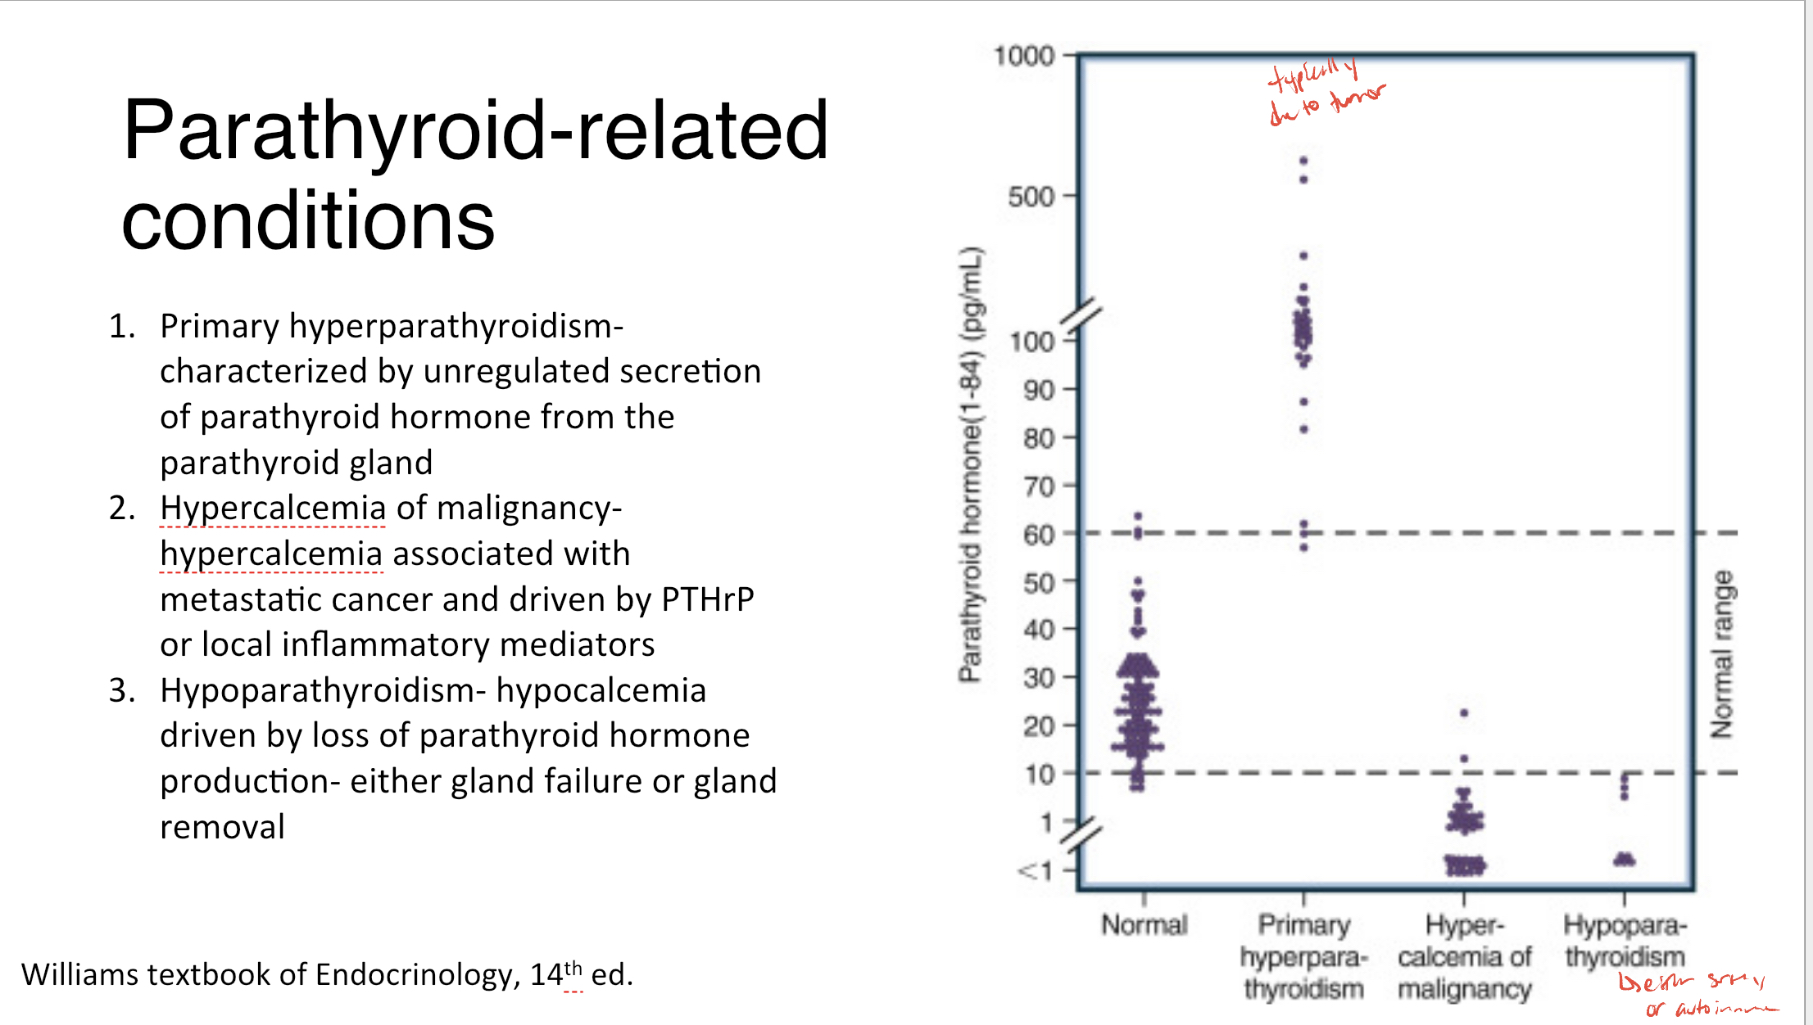 Parathyroid-related
conditions
1. Primary hyperparathyroidism-
characterized by unregulated secretion
of parathyroid hormone from the
parathyroid gland
2. Hypercalcemia of malignancy-
hypercalcemia associated with
metastatic cancer and driven by PTHrP
or local inflammatory mediators
3. Hypoparathyroidism- hypocalcemia
driven by loss of parathyroid hormone
production- either gland failure or gland
removal
Williams textbook of Endocrinology, 14th ed.
typically
due to tumor
Parathyroid hormone(1-84) (pg/mL)
1000
500
100
90
80
70
60
50
40
30
20
10
1
<1
Normal range
Normal
Primary
hyperpara-
thyroidism
Hyper-
calcemia of
malignancy
Hypopara-
thyroidism
or autoimmune